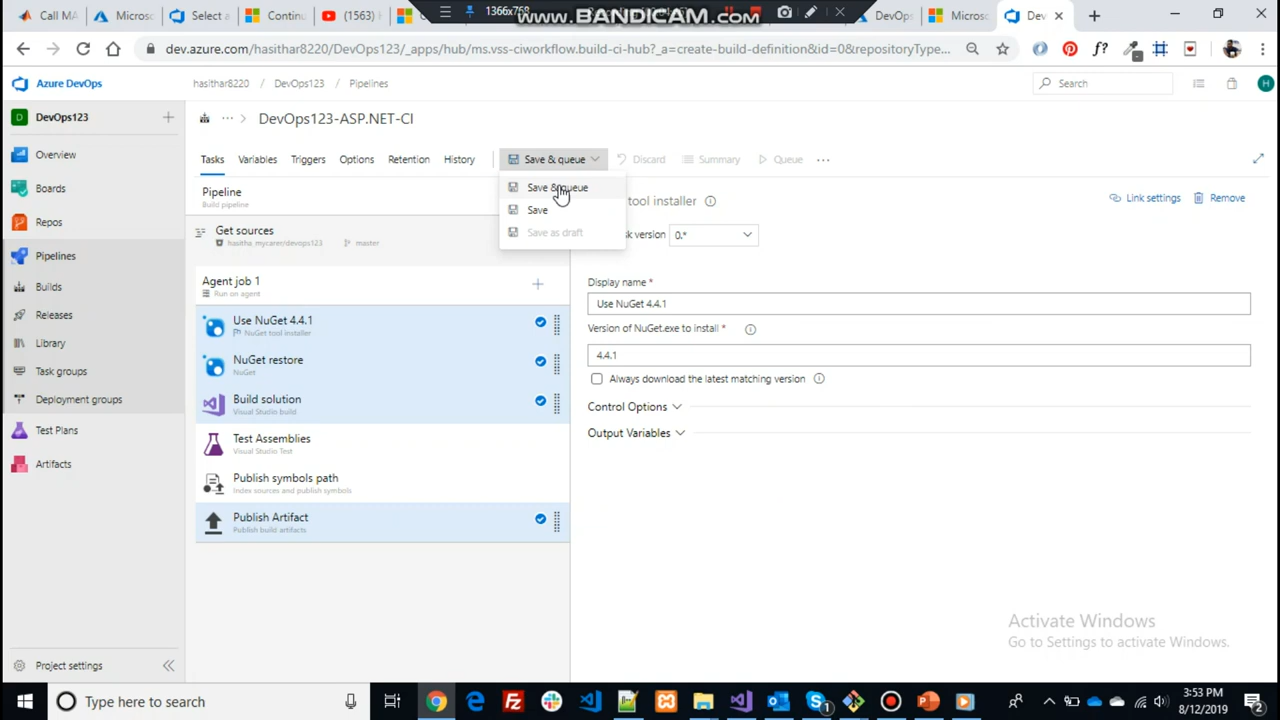 Call MA
Microso
Select a
Contin
(1563)
1366x768
www.BANDICAM.com
DevOps
Micros
Dev
dev.azure.com/hasithar8220/DevOps123/_apps/hub/ms.vss-ciworkflow.build-ci-hub?_a=create-build-definition&id=0&repositoryType...
Azure DevOps
hasithar8220 / DevOps123 / Pipelines
Search
H
D DevOps123
Overview
Boards
Repos
Pipelines
Builds
Releases
Library
Task groups
Deployment groups
Test Plans
Artifacts
Project settings
··· > DevOps123-ASP.NET-CI
Tasks Variables Triggers Options Retention History Save & queue Discard Summary Queue ···
Save & queue
Save
Save as draft
Pipeline
Build pipeline
Get sources
hasitha_mycarer/devops123 master
Agent job 1
Run on agent
Use NuGet 4.4.1
NuGet tool installer
NuGet restore
NuGet
Build solution
Visual Studio build
Test Assemblies
Visual Studio Test
Publish symbols path
Index sources and publish symbols
Publish Artifact
Publish build artifacts
tool installer
Link settings
Remove
sk version 0.*
Display name *
Use NuGet 4.4.1
Version of NuGet.exe to install *
4.4.1
Always download the latest matching version
Control Options
Output Variables
Activate Windows
Go to Settings to activate Windows.
Type here to search
1
3:53 PM
8/12/2019
2